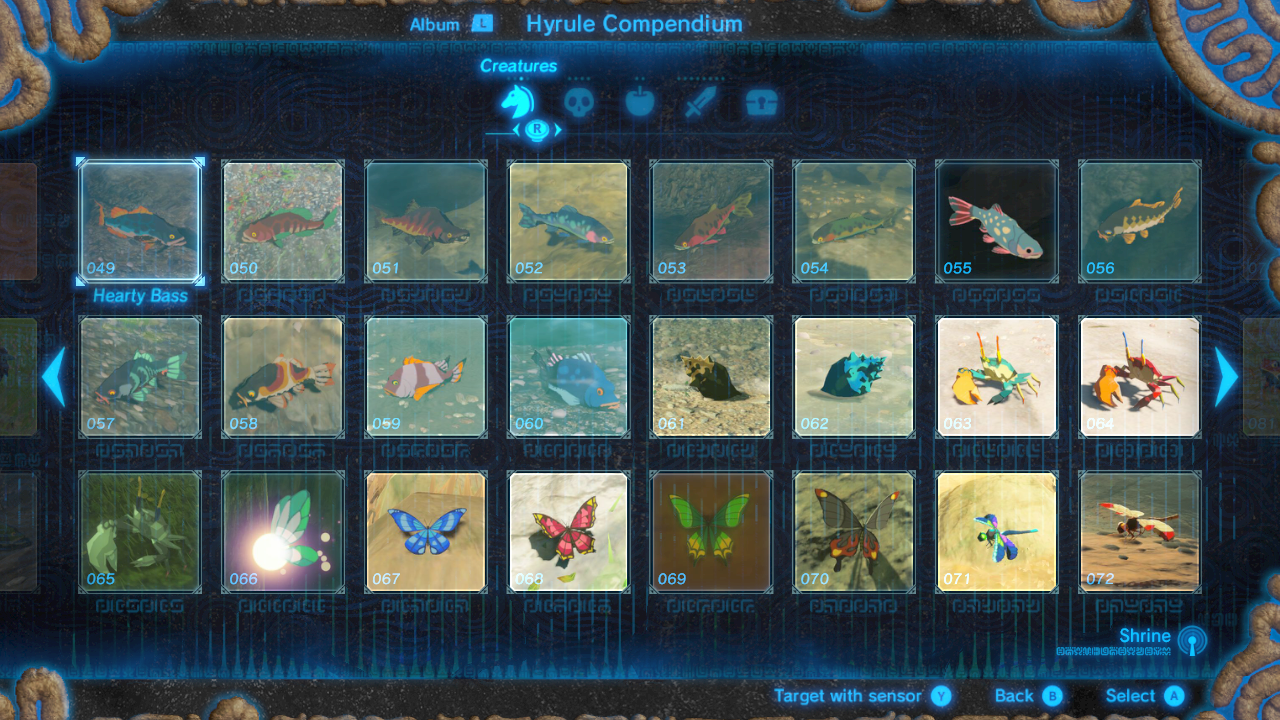 Album L Hyrule Compendium
Creatures
R
049 050 051 052 053 054 055 056
Hearty Bass
057 058 059 060 061 062 063 064
065 066 067 068 069 070 071 072
Shrine
Target with sensor Y Back B Select A